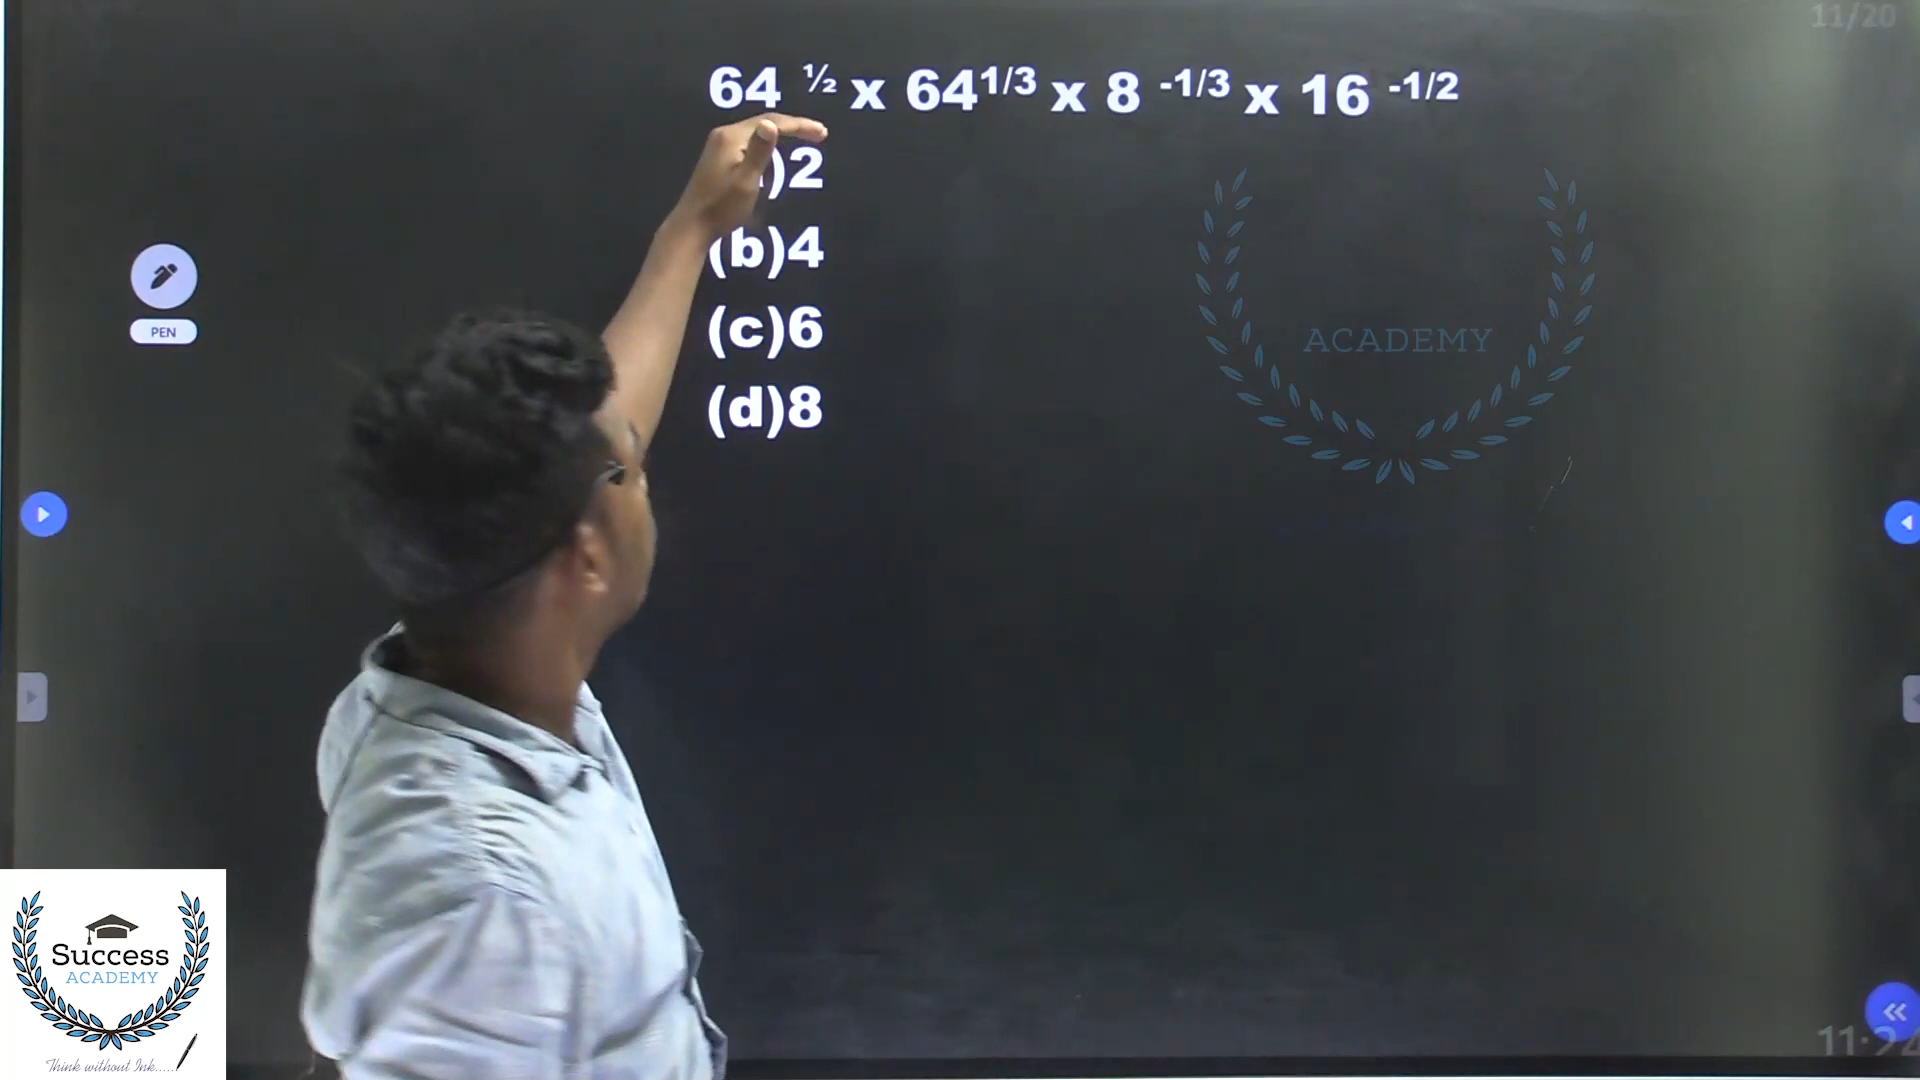 11/20
64 ½ x 64^1/3 x 8 ^-1/3 x 16 ^-1/2
)2
(b)4
(c)6
(d)8
PEN
ACADEMY
Success
ACADEMY
Think without Ink.....